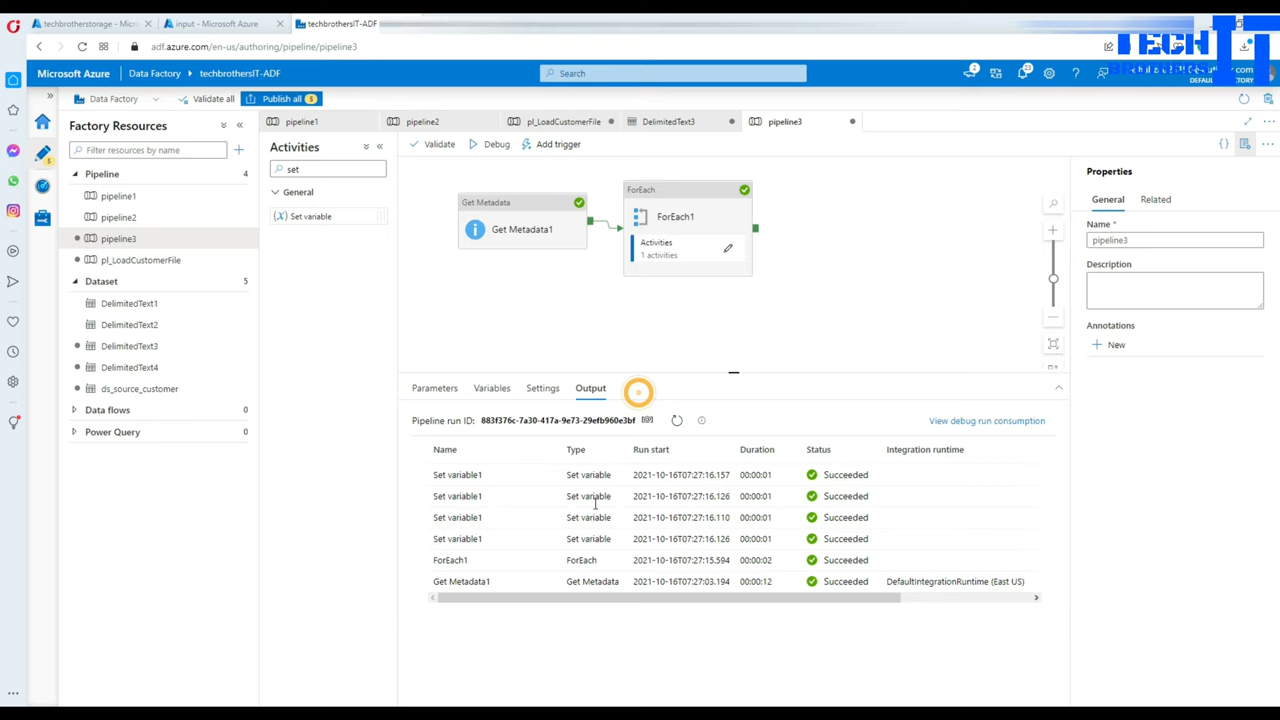 techbrotherstorage - Micr
input - Microsoft Azure
techbrothersIT-ADF
TECH IT
adf.azure.com/en-us/authoring/pipeline/pipeline3
Microsoft Azure
Data Factory
techbrothersIT-ADF
Search
2
23
Data Factory
Validate all
Publish all
5
Factory Resources
Filter resources by name
Pipeline
4
pipeline1
pipeline2
pipeline3
pl_LoadCustomerFile
Dataset
5
DelimitedText1
DelimitedText2
DelimitedText3
DelimitedText4
ds_source_customer
Data flows
0
Power Query
0
pipeline1
pipeline2
pl_LoadCustomerFile
DelimitedText3
pipeline3
Activities
set
General
(x) Set variable
Validate
Debug
Add trigger
Get Metadata
Get Metadata1
ForEach
ForEach1
Activities
1 activities
Parameters
Variables
Settings
Output
Pipeline run ID: 883f376c-7a30-417a-9e73-29efb960e3bf
View debug run consumption
Name Type Run start Duration Status Integration runtime
Set variable1 Set variable 2021-10-16T07:27:16.157 00:00:01 Succeeded
Set variable1 Set variable 2021-10-16T07:27:16.126 00:00:01 Succeeded
Set variable1 Set variable 2021-10-16T07:27:16.110 00:00:01 Succeeded
Set variable1 Set variable 2021-10-16T07:27:16.126 00:00:01 Succeeded
ForEach1 ForEach 2021-10-16T07:27:15.594 00:00:02 Succeeded
Get Metadata1 Get Metadata 2021-10-16T07:27:03.194 00:00:12 Succeeded DefaultIntegrationRuntime (East US)
Properties
General
Related
Name *
pipeline3
Description
Annotations
New